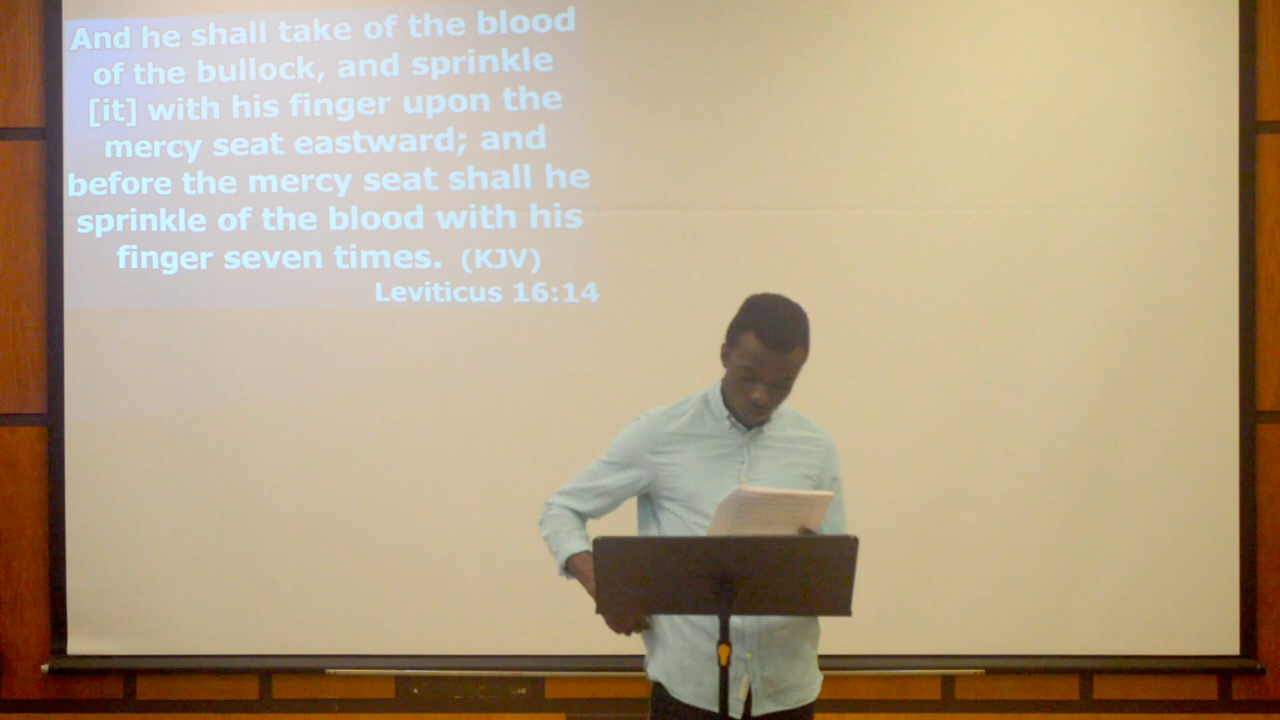 And he shall take of the blood
of the bullock, and sprinkle
[it] with his finger upon the
mercy seat eastward; and
before the mercy seat shall he
sprinkle of the blood with his
finger seven times. (KJV)
Leviticus 16:14